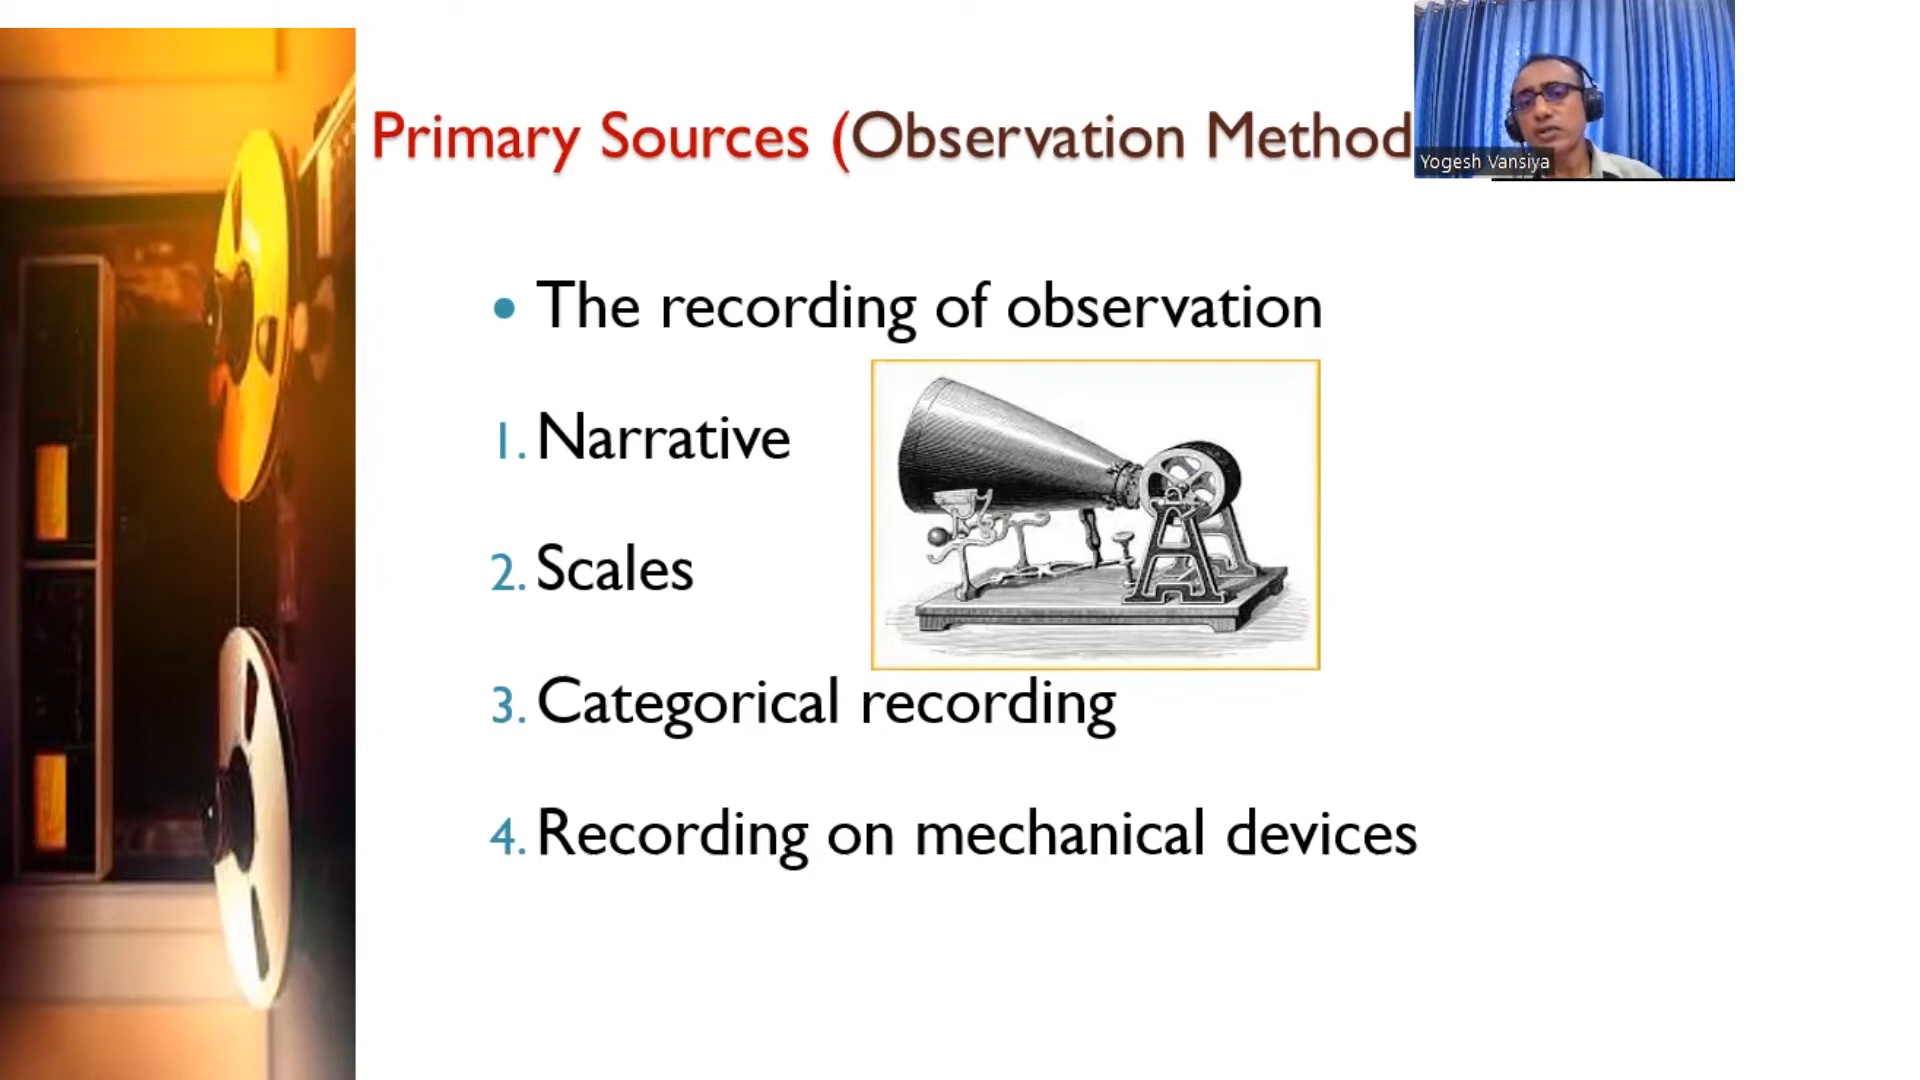 Primary Sources (Observation Method
Yogesh Vansiya
• The recording of observation
1. Narrative
2. Scales
3. Categorical recording
4. Recording on mechanical devices